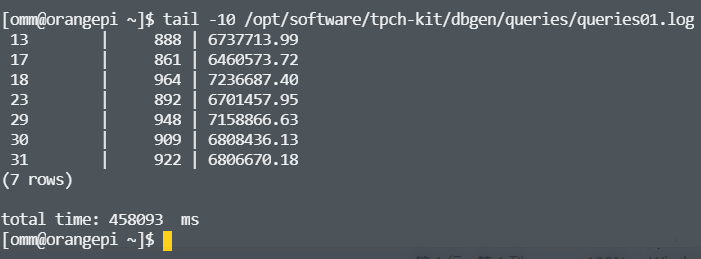 [omm@orangepi ~]$ tail -10 /opt/software/tpch-kit/dbgen/queries/queries01.log
13 | 888 | 6737713.99
17 | 861 | 6460573.72
18 | 964 | 7236687.40
23 | 892 | 6701457.95
29 | 948 | 7158866.63
30 | 909 | 6808436.13
31 | 922 | 6806670.18
(7 rows)
total time: 458093 ms
[omm@orangepi ~]$